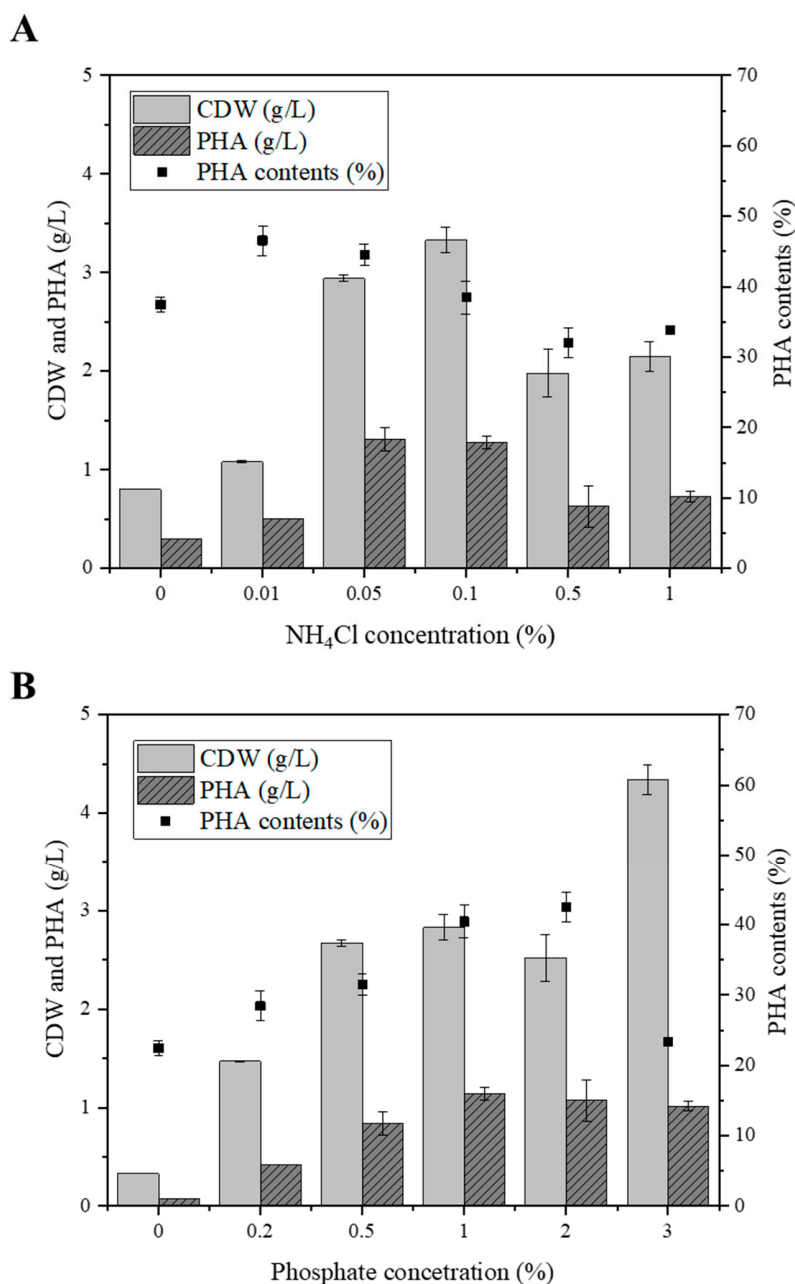 A
CDW (g/L)
PHA (g/L)
PHA contents (%)
CDW and PHA (g/L)
5
4
3
2
1
0
PHA contents (%)
70
60
50
40
30
20
10
0
0 0.01 0.05 0.1 0.5 1
NH₄Cl concentration (%)
B
CDW (g/L)
PHA (g/L)
PHA contents (%)
CDW and PHA (g/L)
5
4
3
2
1
0
PHA contents (%)
70
60
50
40
30
20
10
0
0 0.2 0.5 1 2 3
Phosphate concetration (%)